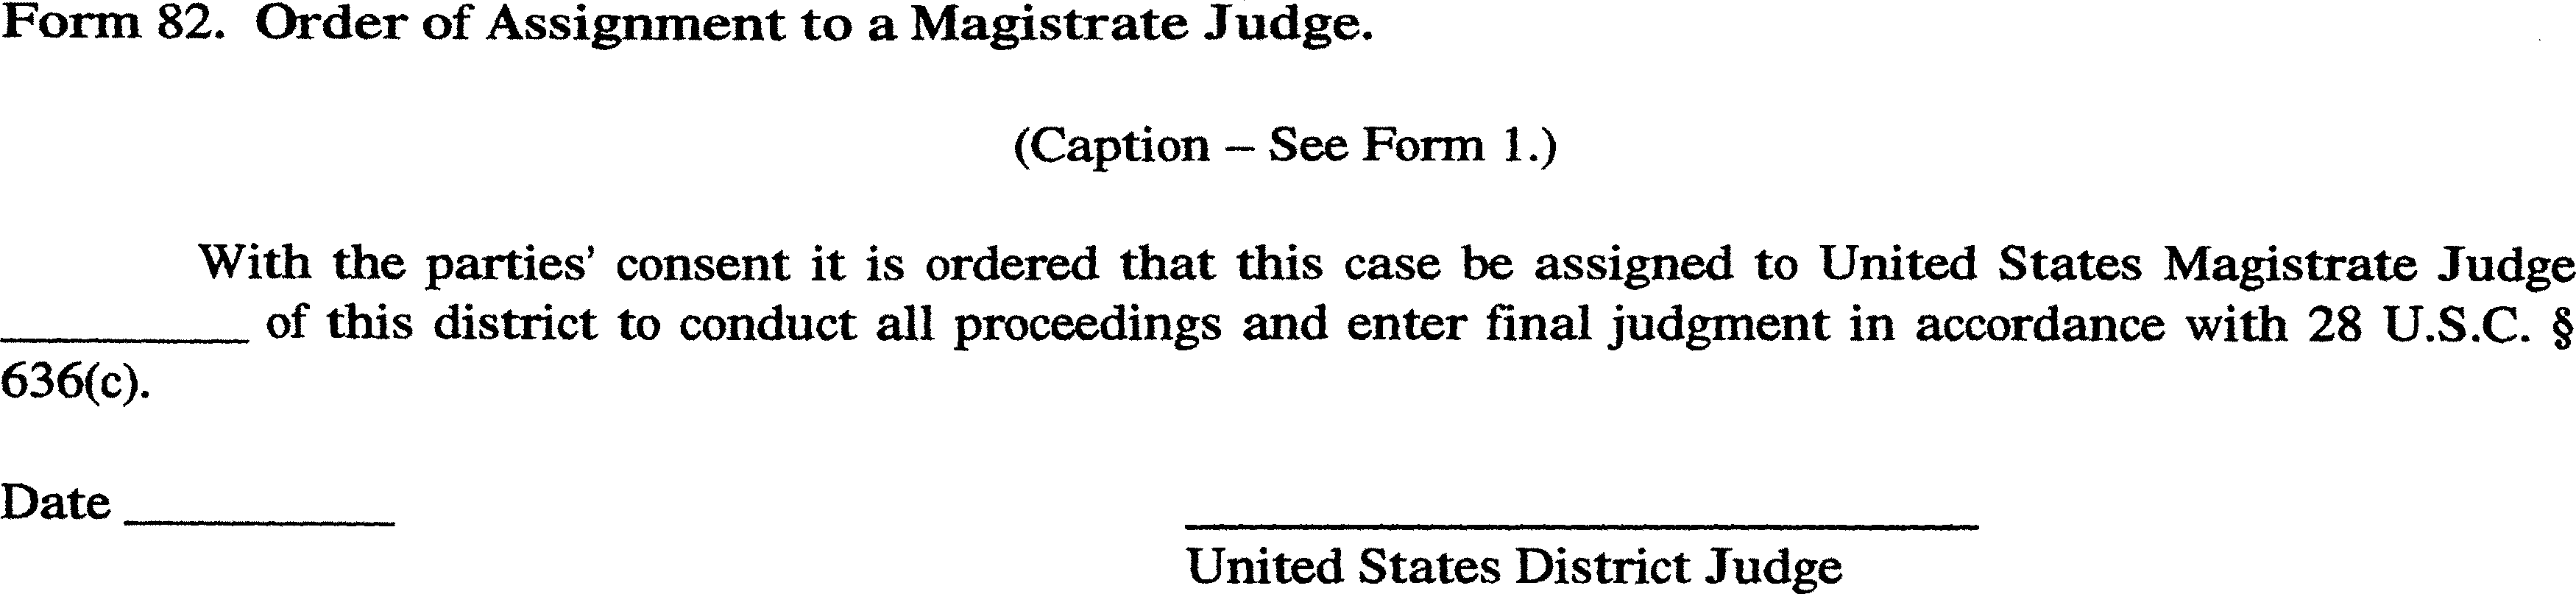 Form 82. Order of Assignment to a Magistrate Judge.
(Caption – See Form 1.)
With the parties' consent it is ordered that this case be assigned to United States Magistrate Judge
__________ of this district to conduct all proceedings and enter final judgment in accordance with 28 U.S.C. §
636(c).
Date __________
United States District Judge